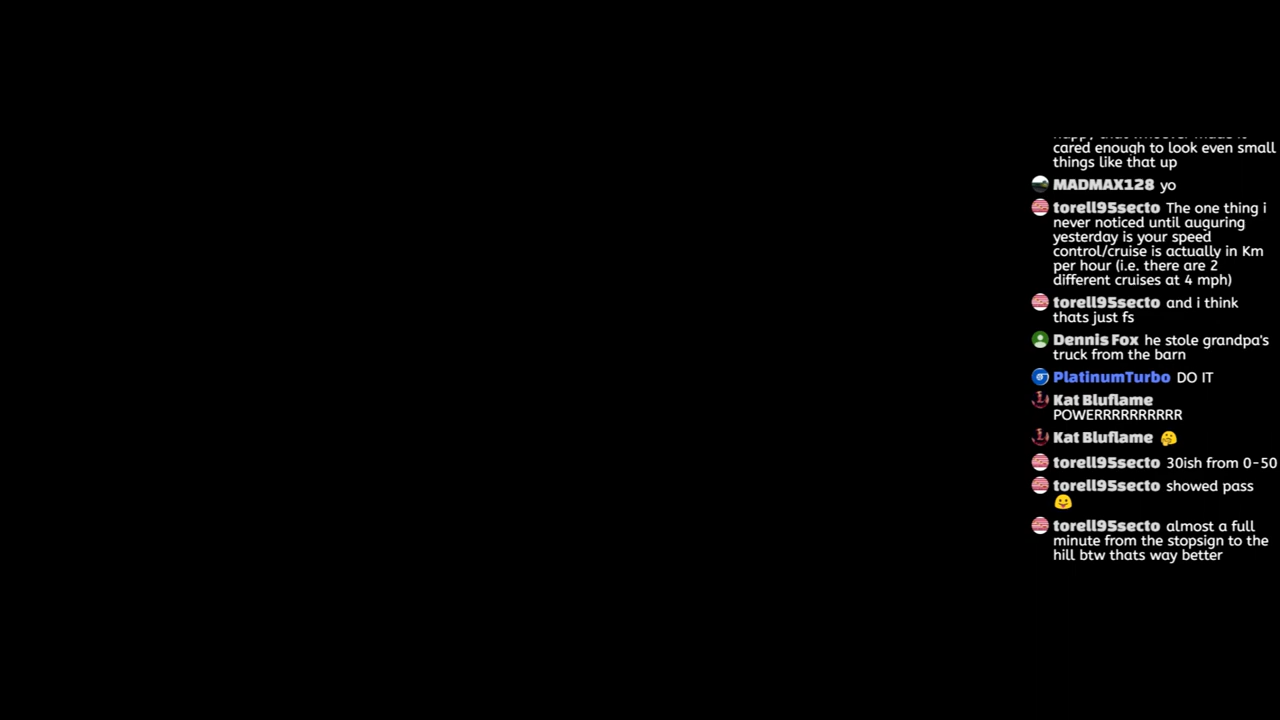 cared enough to look even small
things like that up
MADMAX128 yo
torell95secto The one thing i
never noticed until auguring
yesterday is your speed
control/cruise is actually in Km
per hour (i.e. there are 2
different cruises at 4 mph)
torell95secto and i think
thats just fs
Dennis Fox he stole grandpa's
truck from the barn
PlatinumTurbo DO IT
Kat Bluflame
POWERRRRRRRRRR
Kat Bluflame 🤔
torell95secto 30ish from 0-50
torell95secto showed pass
😛
torell95secto almost a full
minute from the stopsign to the
hill btw thats way better